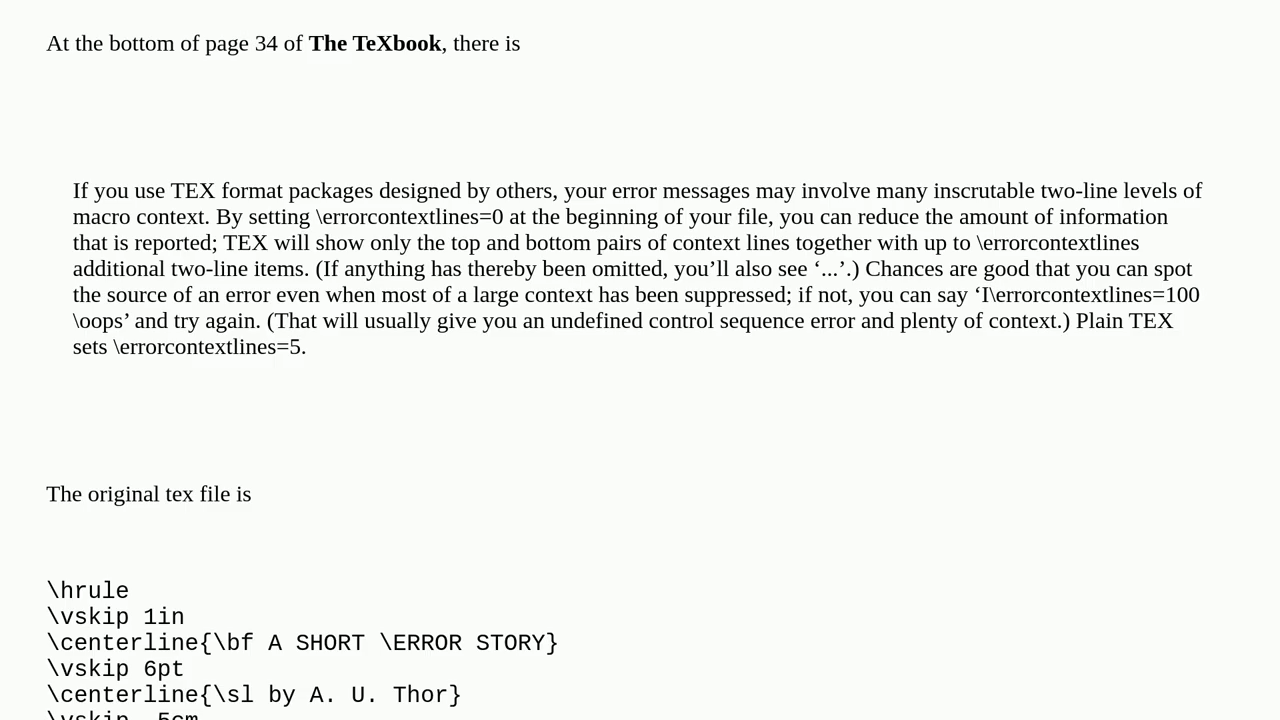 At the bottom of page 34 of The TeXbook, there is
If you use TEX format packages designed by others, your error messages may involve many inscrutable two-line levels of
macro context. By setting \errorcontextlines=0 at the beginning of your file, you can reduce the amount of information
that is reported; TEX will show only the top and bottom pairs of context lines together with up to \errorcontextlines
additional two-line items. (If anything has thereby been omitted, you’ll also see ‘...’.) Chances are good that you can spot
the source of an error even when most of a large context has been suppressed; if not, you can say ‘I\errorcontextlines=100
\oops’ and try again. (That will usually give you an undefined control sequence error and plenty of context.) Plain TEX
sets \errorcontextlines=5.
The original tex file is
\hrule
\vskip 1in
\centerline{\bf A SHORT \ERROR STORY}
\vskip 6pt
\centerline{\sl by A. U. Thor}
\vskip .5cm